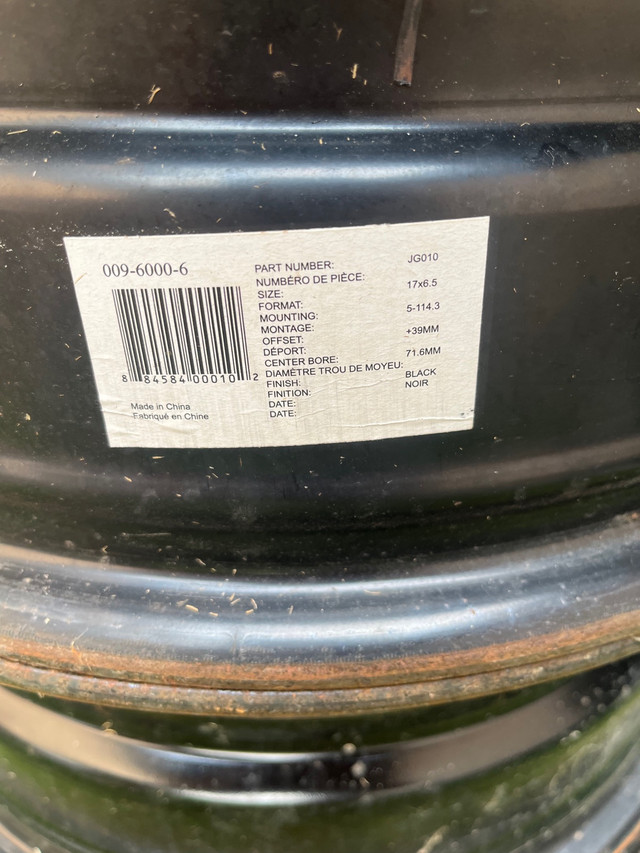 009-6000-6
8 84584 00010 2
Made in China
Fabriqué en Chine
PART NUMBER: JG010
NUMBÉRO DE PIÈCE:
SIZE: 17x6.5
FORMAT:
MOUNTING: 5-114.3
MONTAGE:
OFFSET: +39MM
DÉPORT:
CENTER BORE: 71.6MM
DIAMÈTRE TROU DE MOYEU:
FINISH: BLACK
FINITION: NOIR
DATE:
DATE: